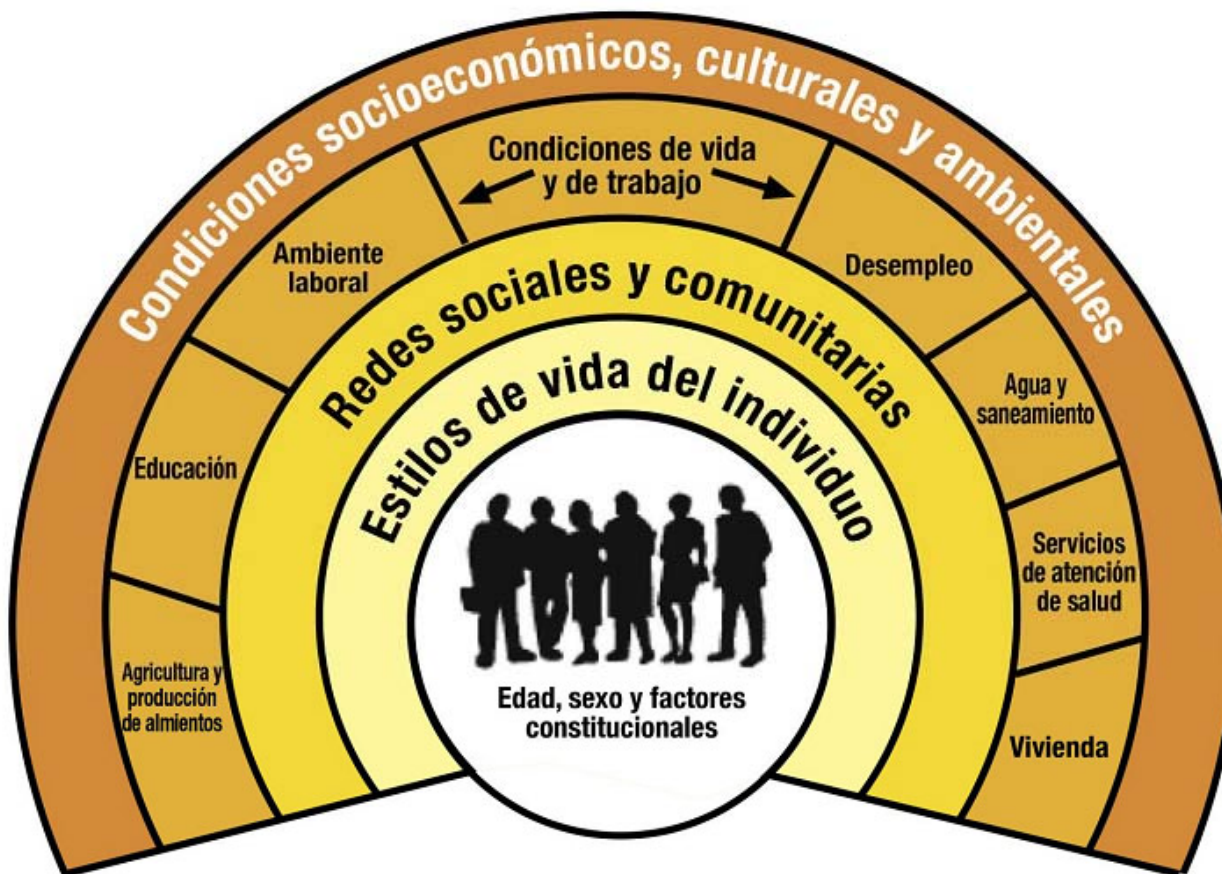 Condiciones socioeconómicos, culturales y ambientales
Condiciones de vida
y de trabajo
Ambiente
laboral
Desempleo
Redes sociales y comunitarias
Estilos de vida del individuo
Educación
Agua y
saneamiento
Servicios
de atención
de salud
Agricultura y
producción
de almientos
Vivienda
Edad, sexo y factores
constitucionales